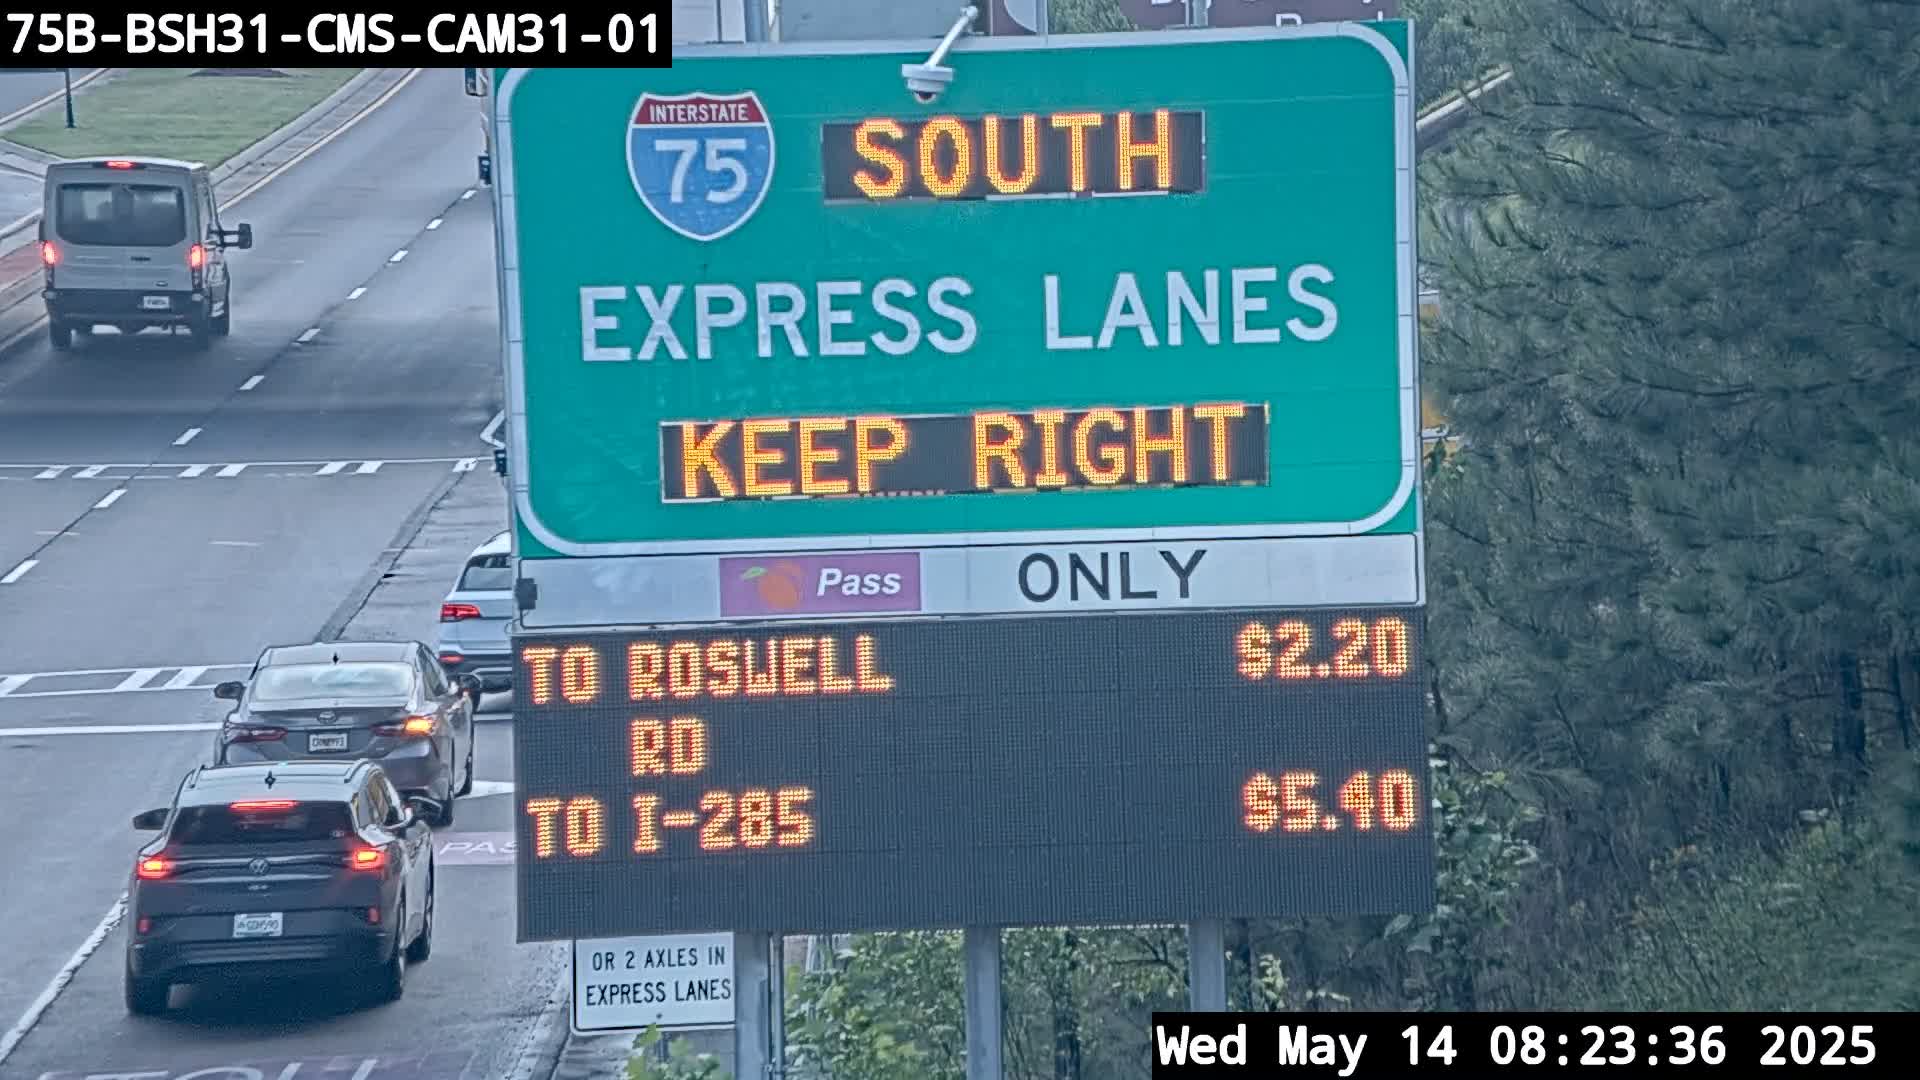 75B-BSH31-CMS-CAM31-01
INTERSTATE
75
SOUTH
EXPRESS LANES
KEEP RIGHT
Pass ONLY
TO ROSWELL $2.20
RD
TO I-285 $5.40
OR 2 AXLES IN
EXPRESS LANES
Wed May 14 08:23:36 2025